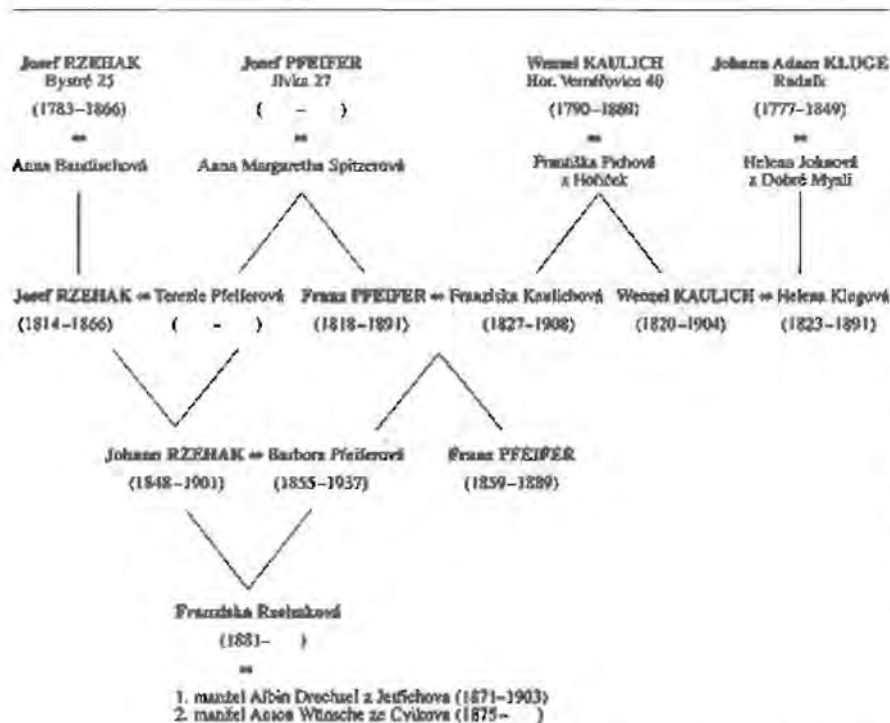 Josef RZEHAK
Bystré 25
(1783–1866)
∞
Anna Baudischová
Josef PFEIFER
Jívka 27
( - )
∞
Anna Margaretha Spitzerová
Wenzel KAULICH
Hor. Vernéřovice 40
(1790–1869)
∞
Františka Pichová
z Hořiček
Johann Adam KLUGE
Radník
(1777–1849)
∞
Helena
z Dobré Mysli
Josef RZEHAK ∞ Terezie Pfeiferová
(1814–1866) ( - )
Franz PFEIFER ∞ Franziska Kaulichová
(1818–1891) (1827–1908)
Wenzel KAULICH ∞ Helena Klugová
(1820–1904) (1823–1891)
Johann RZEHAK ∞ Barbora Pfeiferová
(1848–1901) (1855–1937)
Franz PFEIFER
(1859–1889)
Franziska Rzehaková
(1881– )
∞
1. manžel Albin Drechsel z Jetřichova (1871–1903)
2. manžel Anton Wünsche ze Cvikova (1875– )